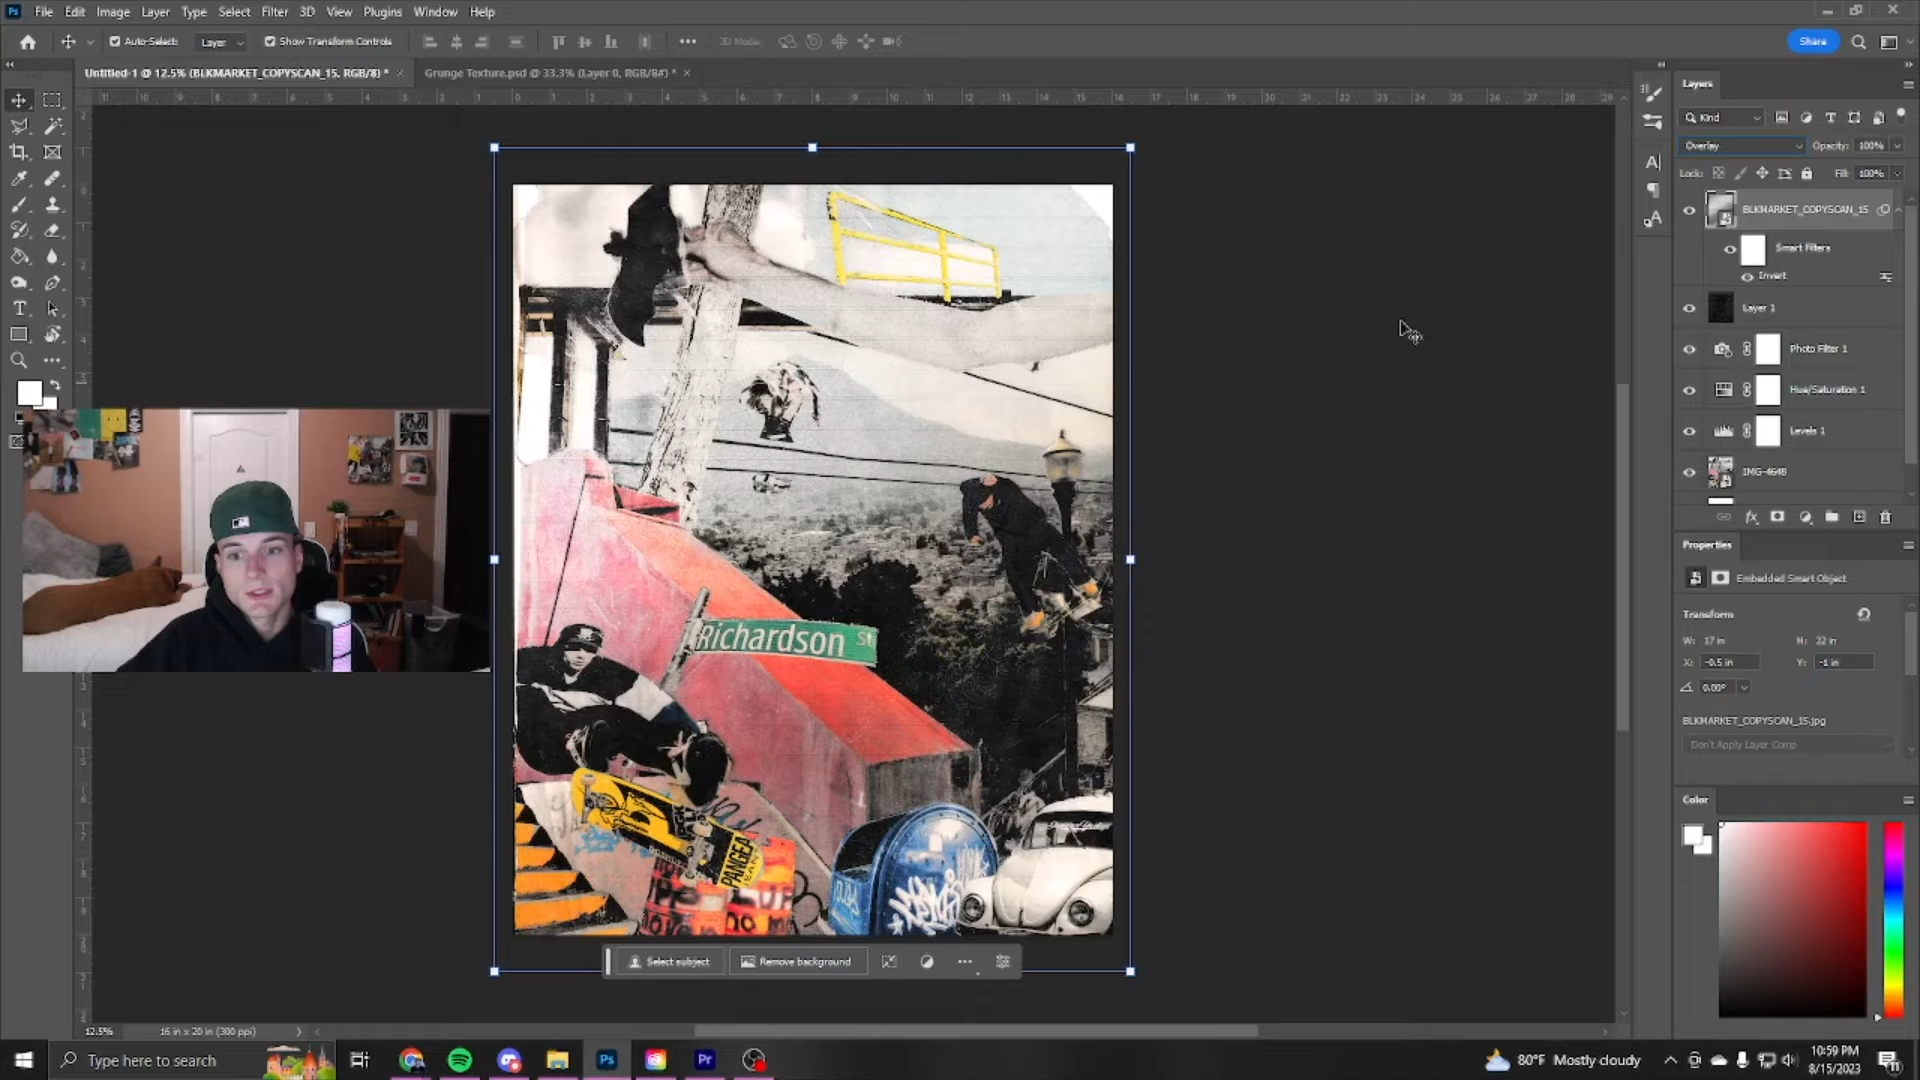 File Edit Image Layer Type Select Filter 3D View Plugins Window Help
Auto-Select: Layer Show Transform Controls 3D Mode: Share
Untitled-1 @ 12.5% (BLKMARKET_COPYSCAN_15, RGB/8) * Grunge Texture.psd @ 33.3% (Layer 0, RGB/8#) *
Layers
Kind
Overlay Opacity: 100%
Lock: Fill: 100%
BLKMARKET_COPYSCAN_15
Smart Filters
Invert
Layer 1
Photo Filter 1
Hue/Saturation 1
Levels 1
IMG-4648
Richardson St
PANGEA
Properties
Embedded Smart Object
Transform
W: 17 in H: 22 in
X: -0.5 in Y: -1 in
0.00°
BLKMARKET_COPYSCAN_15.jpg
Don't Apply Layer Comp
Color
Select subject Remove background
12.5% 16 in x 20 in (300 ppi)
Type here to search
80°F Mostly cloudy
10:59 PM
8/15/2023